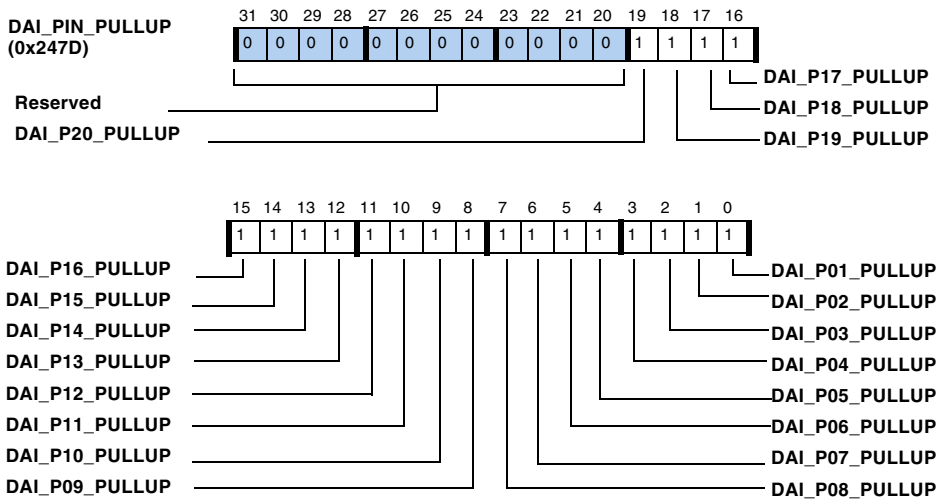 DAI_PIN_PULLUP
(0x247D)
31 30 29 28 27 26 25 24 23 22 21 20 19 18 17 16
0 0 0 0 0 0 0 0 0 0 0 0 1 1 1 1
DAI_P17_PULLUP
Reserved
DAI_P18_PULLUP
DAI_P20_PULLUP
DAI_P19_PULLUP
15 14 13 12 11 10 9 8 7 6 5 4 3 2 1 0
1 1 1 1 1 1 1 1 1 1 1 1 1 1 1 1
DAI_P16_PULLUP
DAI_P01_PULLUP
DAI_P15_PULLUP
DAI_P02_PULLUP
DAI_P14_PULLUP
DAI_P03_PULLUP
DAI_P13_PULLUP
DAI_P04_PULLUP
DAI_P12_PULLUP
DAI_P05_PULLUP
DAI_P11_PULLUP
DAI_P06_PULLUP
DAI_P10_PULLUP
DAI_P07_PULLUP
DAI_P09_PULLUP
DAI_P08_PULLUP